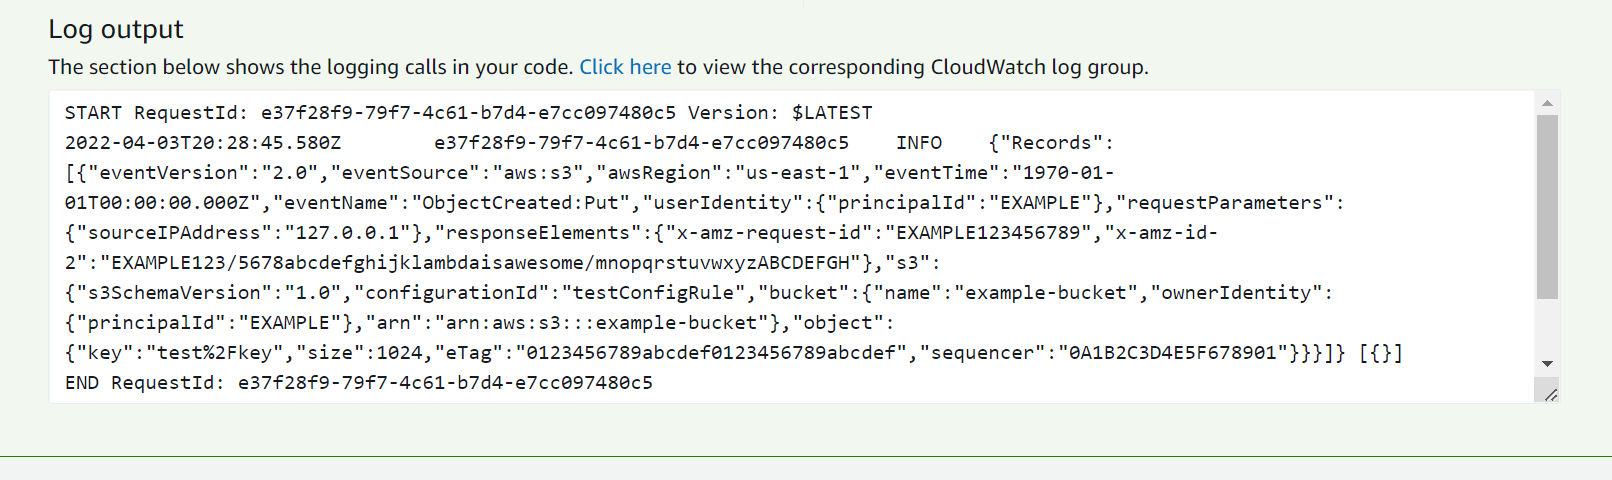 Log output
The section below shows the logging calls in your code. Click here to view the corresponding CloudWatch log group.
START RequestId: e37f28f9-79f7-4c61-b7d4-e7cc097480c5 Version: $LATEST
2022-04-03T20:28:45.580Z        e37f28f9-79f7-4c61-b7d4-e7cc097480c5    INFO    {"Records":
[{"eventVersion":"2.0","eventSource":"aws:s3","awsRegion":"us-east-1","eventTime":"1970-01-
01T00:00:00.000Z","eventName":"ObjectCreated:Put","userIdentity":{"principalId":"EXAMPLE"},"requestParameters":
{"sourceIPAddress":"127.0.0.1"},"responseElements":{"x-amz-request-id":"EXAMPLE123456789","x-amz-id-
2":"EXAMPLE123/5678abcdefghijklambdaisawesome/mnopqrstuvwxyzABCDEFGH"},"s3":
{"s3SchemaVersion":"1.0","configurationId":"testConfigRule","bucket":{"name":"example-bucket","ownerIdentity":
{"principalId":"EXAMPLE"},"arn":"arn:aws:s3:::example-bucket"},"object":
{"key":"test%2Fkey","size":1024,"eTag":"0123456789abcdef0123456789abcdef","sequencer":"0A1B2C3D4E5F678901"}}}]} [{}]
END RequestId: e37f28f9-79f7-4c61-b7d4-e7cc097480c5